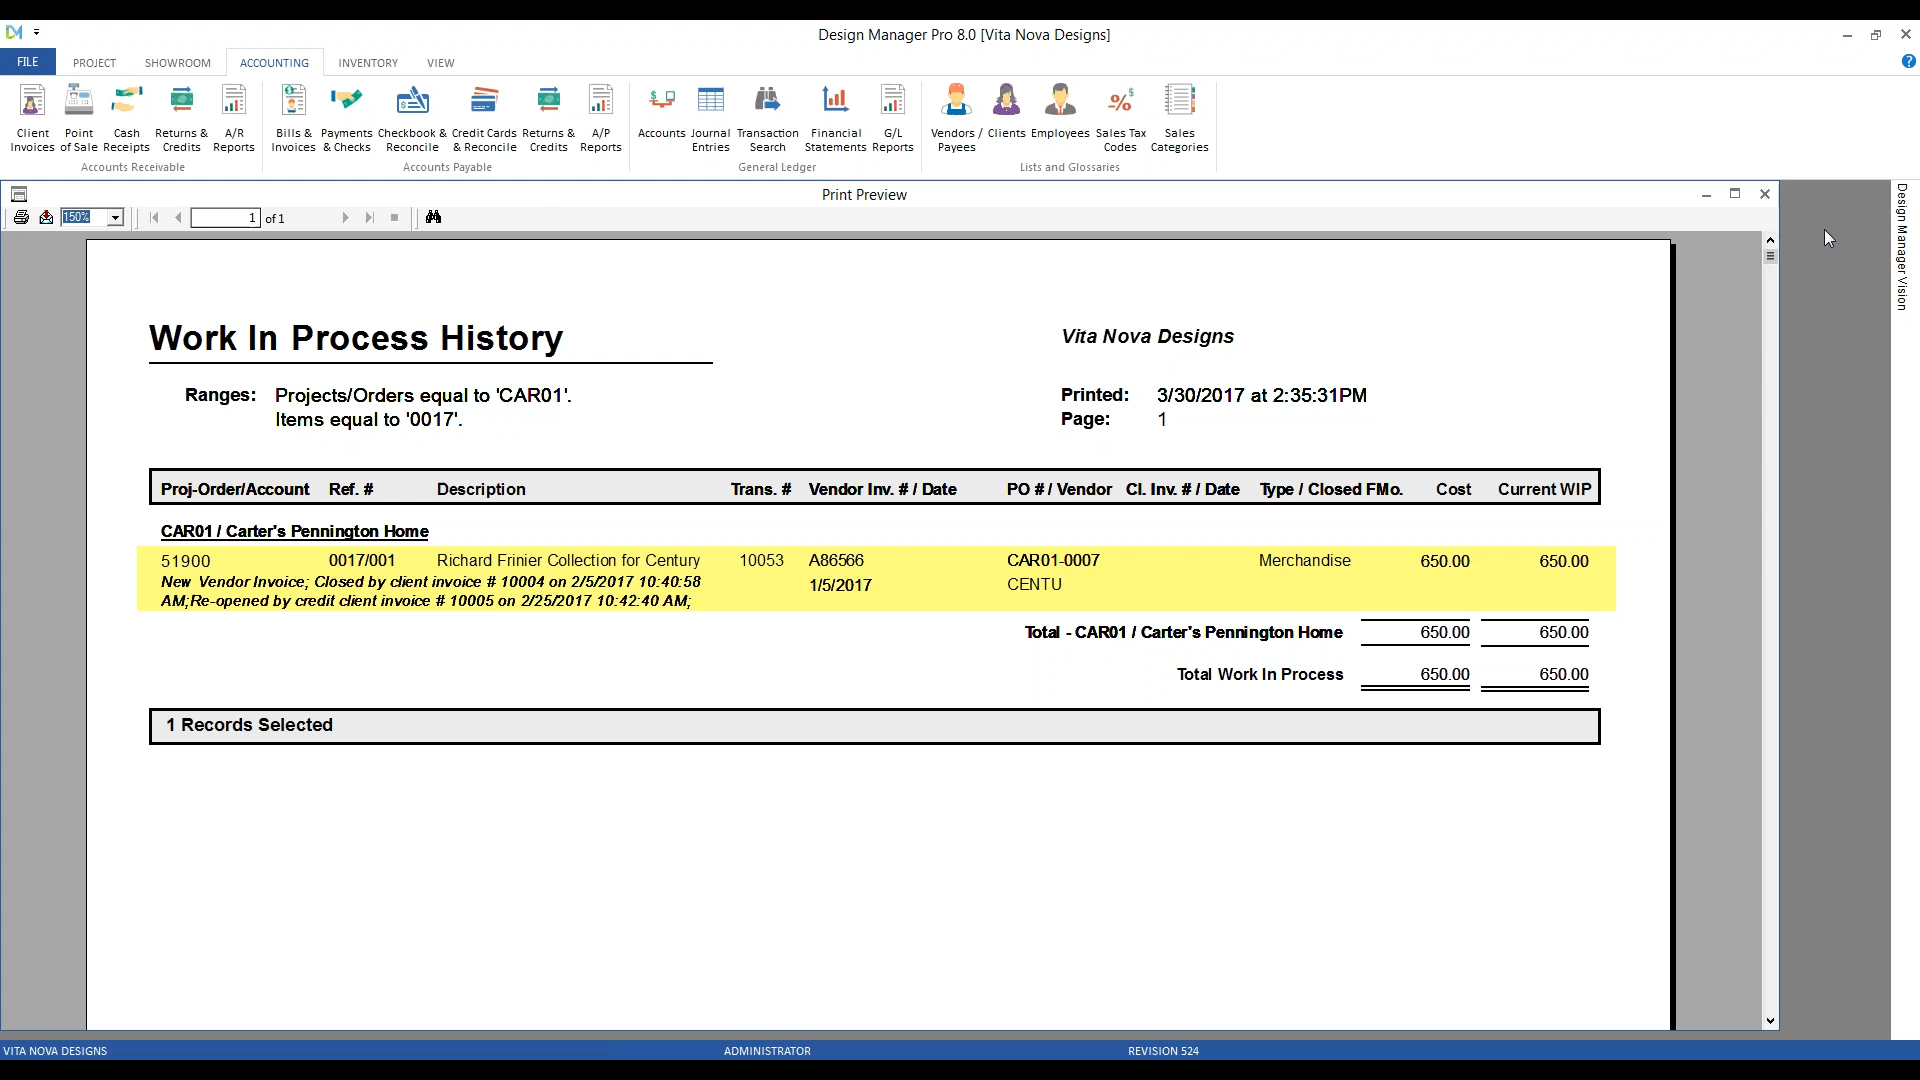 Design Manager Pro 8.0 [Vita Nova Designs]
FILE PROJECT SHOWROOM ACCOUNTING INVENTORY VIEW
Client Invoices Point of Sale Cash Receipts Returns & Credits A/R Reports
Accounts Receivable
Bills & Invoices Payments & Checks Checkbook & Reconcile Credit Cards & Reconcile Returns & Credits A/P Reports
Accounts Payable
Accounts Journal Entries Transaction Search Financial Statements G/L Reports
General Ledger
Vendors / Payees Clients Employees Sales Tax Codes Sales Categories
Lists and Glossaries
Print Preview
150% 1 of 1
Design Manager Vision
Work In Process History
Vita Nova Designs
Ranges: Projects/Orders equal to 'CAR01'.
Items equal to '0017'.
Printed: 3/30/2017 at 2:35:31PM
Page: 1
Proj-Order/Account Ref. # Description Trans. # Vendor Inv. # / Date PO # / Vendor Cl. Inv. # / Date Type / Closed FMo. Cost Current WIP
CAR01 / Carter's Pennington Home
51900 0017/001 Richard Frinier Collection for Century 10053 A86566 CAR01-0007 Merchandise 650.00 650.00
New Vendor Invoice; Closed by client invoice # 10004 on 2/5/2017 10:40:58 1/5/2017 CENTU
AM;Re-opened by credit client invoice # 10005 on 2/25/2017 10:42:40 AM;
Total - CAR01 / Carter's Pennington Home 650.00 650.00
Total Work In Process 650.00 650.00
1 Records Selected
VITA NOVA DESIGNS ADMINISTRATOR REVISION 524